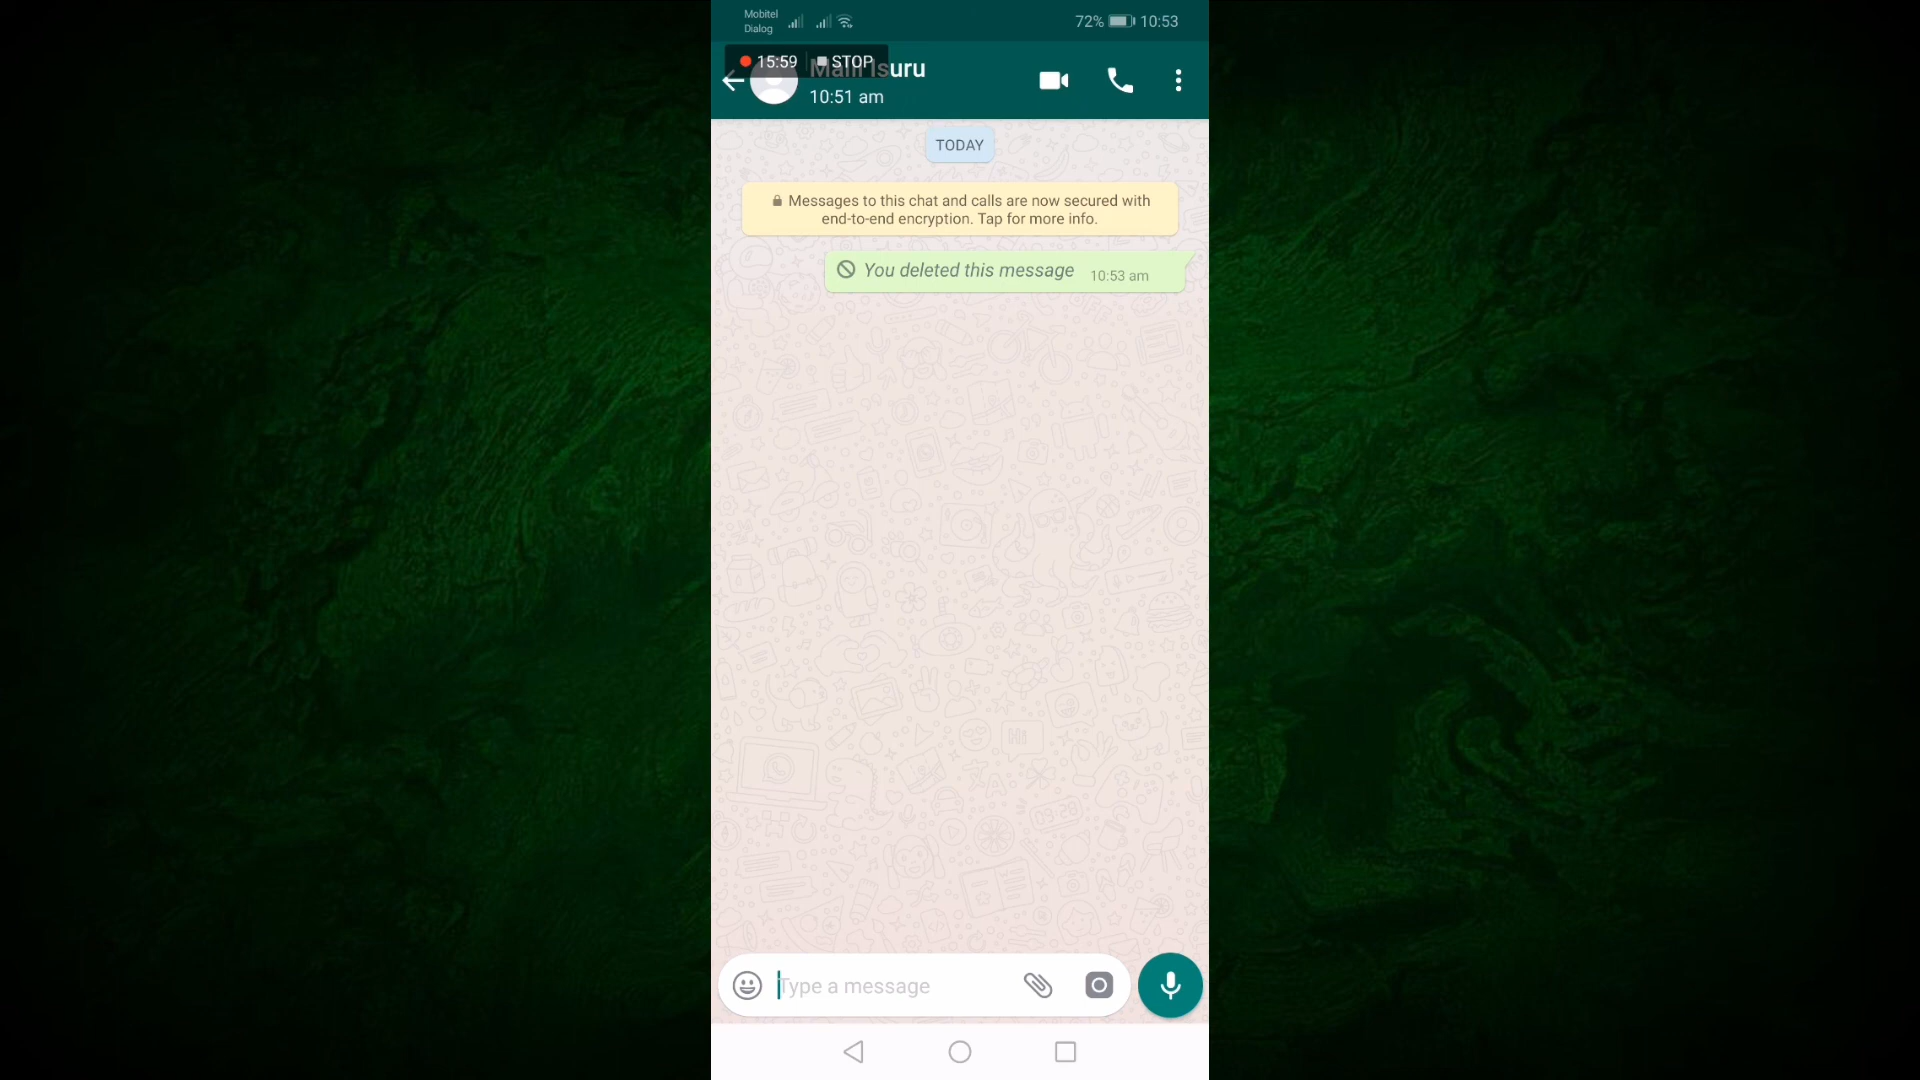 Mobitel
Dialog
72% 10:53
15:59 STOP
uru
10:51 am
TODAY
Messages to this chat and calls are now secured with
end-to-end encryption. Tap for more info.
You deleted this message 10:53 am
Type a message